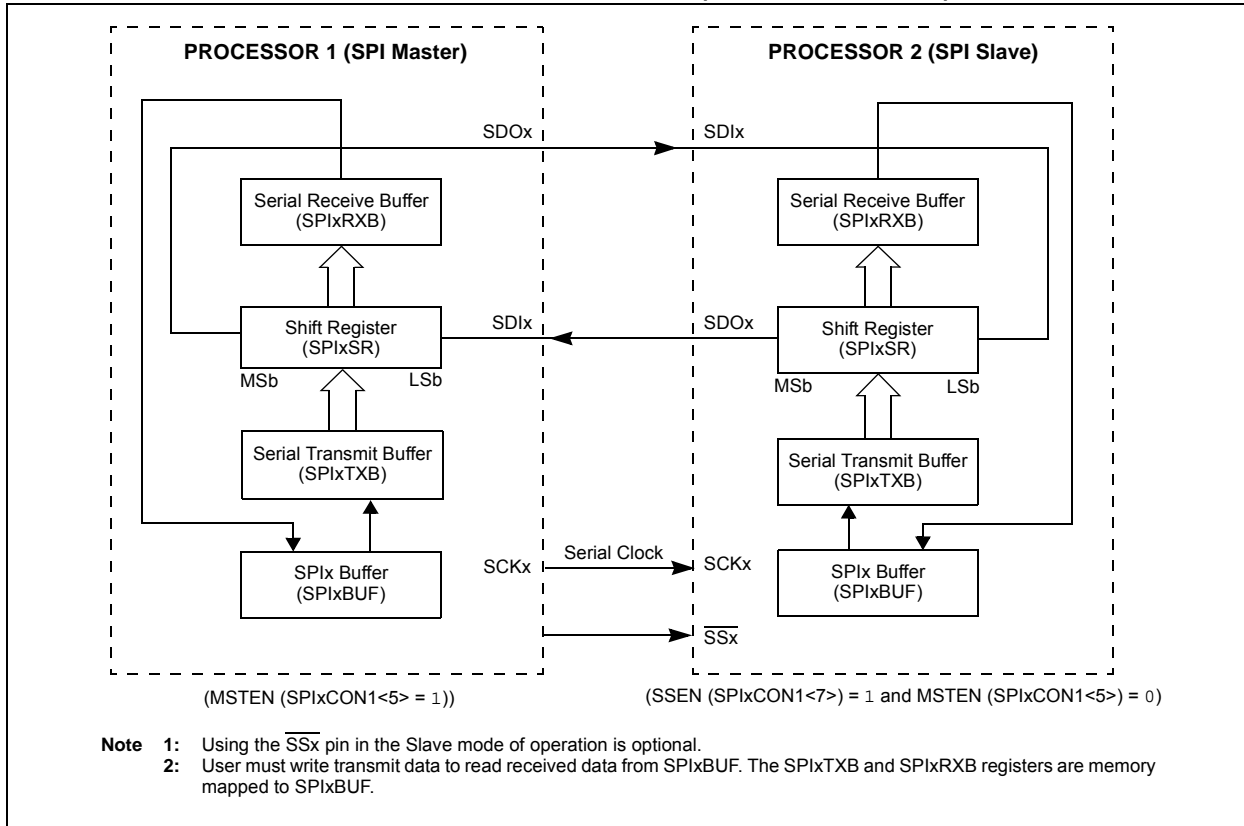 PROCESSOR 1 (SPI Master)
SDOx
Serial Receive Buffer
(SPIxRXB)
Shift Register
(SPIxSR)
SDIx
MSb
LSb
Serial Transmit Buffer
(SPIxTXB)
SPIx Buffer
(SPIxBUF)
SCKx
Serial Clock
PROCESSOR 2 (SPI Slave)
SDIx
Serial Receive Buffer
(SPIxRXB)
SDOx
Shift Register
(SPIxSR)
MSb
LSb
Serial Transmit Buffer
(SPIxTXB)
SCKx
SPIx Buffer
(SPIxBUF)
SSx
(MSTEN (SPIxCON1<5> = 1))
(SSEN (SPIxCON1<7>) = 1 and MSTEN (SPIxCON1<5>) = 0)
Note 1: Using the SSx pin in the Slave mode of operation is optional.
2: User must write transmit data to read received data from SPIxBUF. The SPIxTXB and SPIxRXB registers are memory
mapped to SPIxBUF.